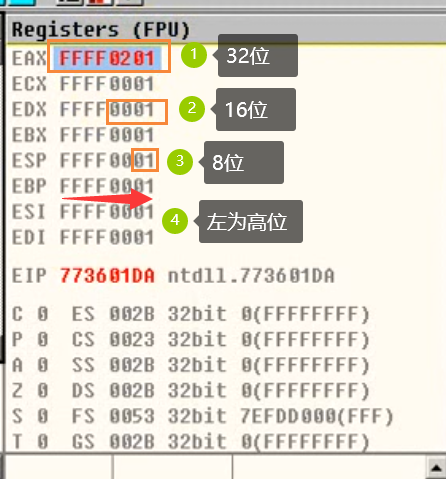 Registers (FPU)
EAX FFFF0201 1 32位
ECX FFFF0001
EDX FFFF0001 2 16位
EBX FFFF0001
ESP FFFF0001 3 8位
EBP FFFF0001
ESI FFFF0001 4 左为高位
EDI FFFF0001
EIP 773601DA ntdll.773601DA
C 0 ES 002B 32bit 0(FFFFFFFF)
P 0 CS 0023 32bit 0(FFFFFFFF)
A 0 SS 002B 32bit 0(FFFFFFFF)
Z 0 DS 002B 32bit 0(FFFFFFFF)
S 0 FS 0053 32bit 7EFDD000(FFF)
T 0 GS 002B 32bit 0(FFFFFFFF)